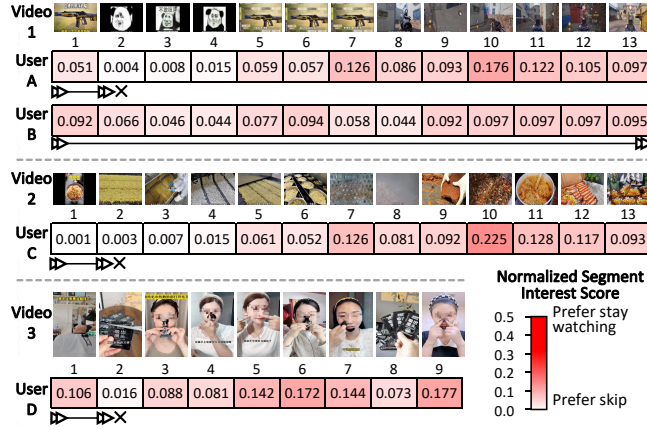 Video 1
1 2 3 4 5 6 7 8 9 10 11 12 13
User A 0.051 0.004 0.008 0.015 0.059 0.057 0.126 0.086 0.093 0.176 0.122 0.105 0.097
User B 0.092 0.066 0.046 0.044 0.077 0.094 0.058 0.044 0.092 0.097 0.097 0.097 0.095
Video 2
1 2 3 4 5 6 7 8 9 10 11 12 13
User C 0.001 0.003 0.007 0.015 0.061 0.052 0.126 0.081 0.092 0.225 0.128 0.117 0.093
Video 3
1 2 3 4 5 6 7 8 9
User D 0.106 0.016 0.088 0.081 0.142 0.172 0.144 0.073 0.177
Normalized Segment
Interest Score
0.5 Prefer stay
watching
0.4
0.3
0.2
0.1
0.0 Prefer skip